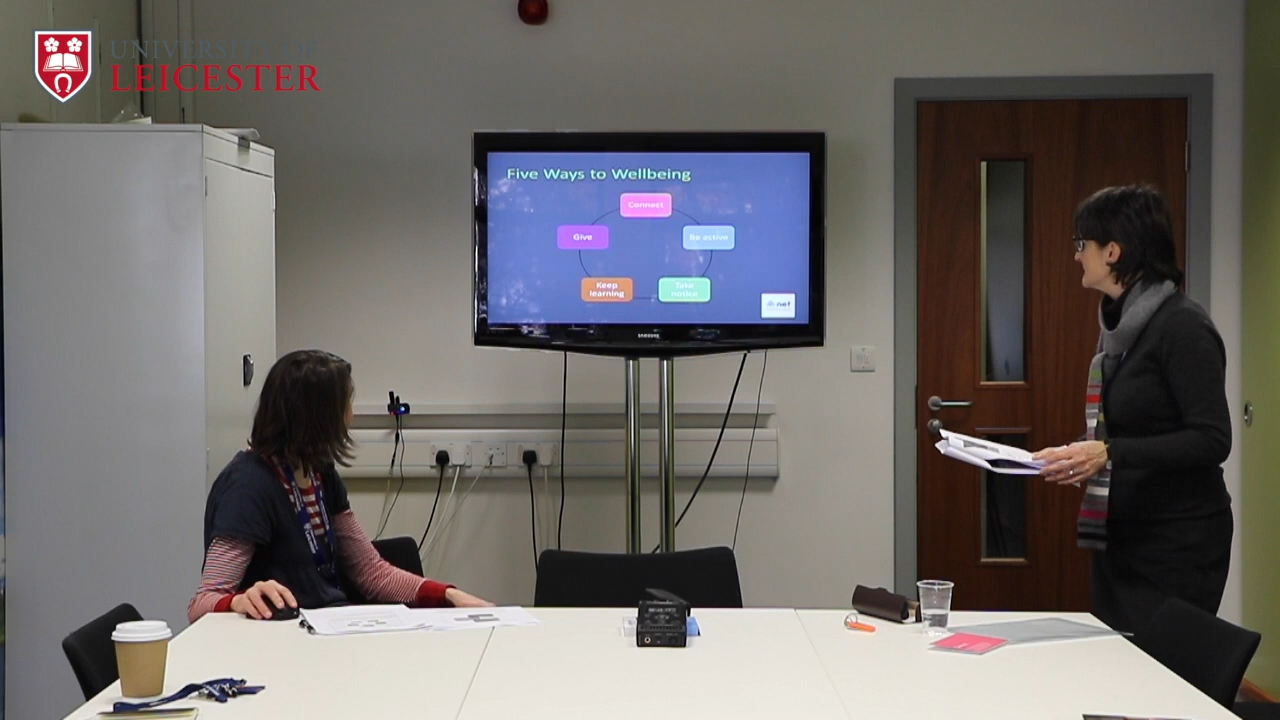 UNIVERSITY OF
LEICESTER
Five Ways to Wellbeing
Connect
Give
Be active
Keep
learning
Take
notice
nef
SAMSUNG